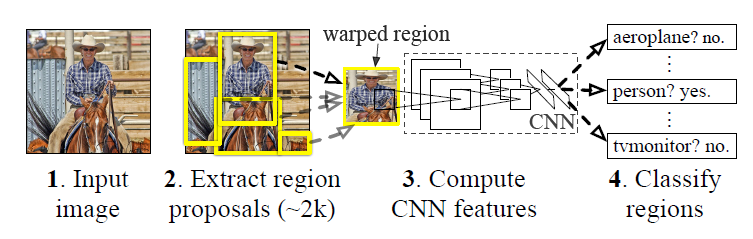 warped region
aeroplane? no.
person? yes.
CNN
tvmonitor? no.
1. Input
image
2. Extract region
proposals (~2k)
3. Compute
CNN features
4. Classify
regions